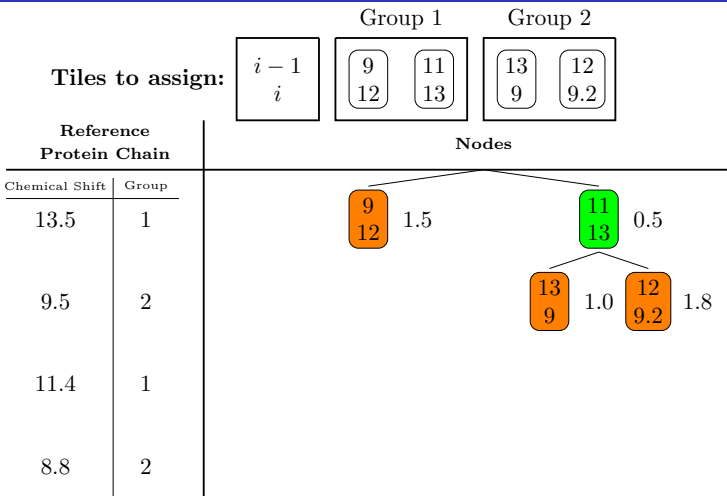 Group 1 Group 2
Tiles to assign: i − 1 9 11 13 12
i 12 13 9 9.2
Reference
Protein Chain
Nodes
Chemical Shift Group
13.5 1 9 1.5 11 0.5
12 13
9.5 2 13 1.0 12 1.8
9 9.2
11.4 1
8.8 2